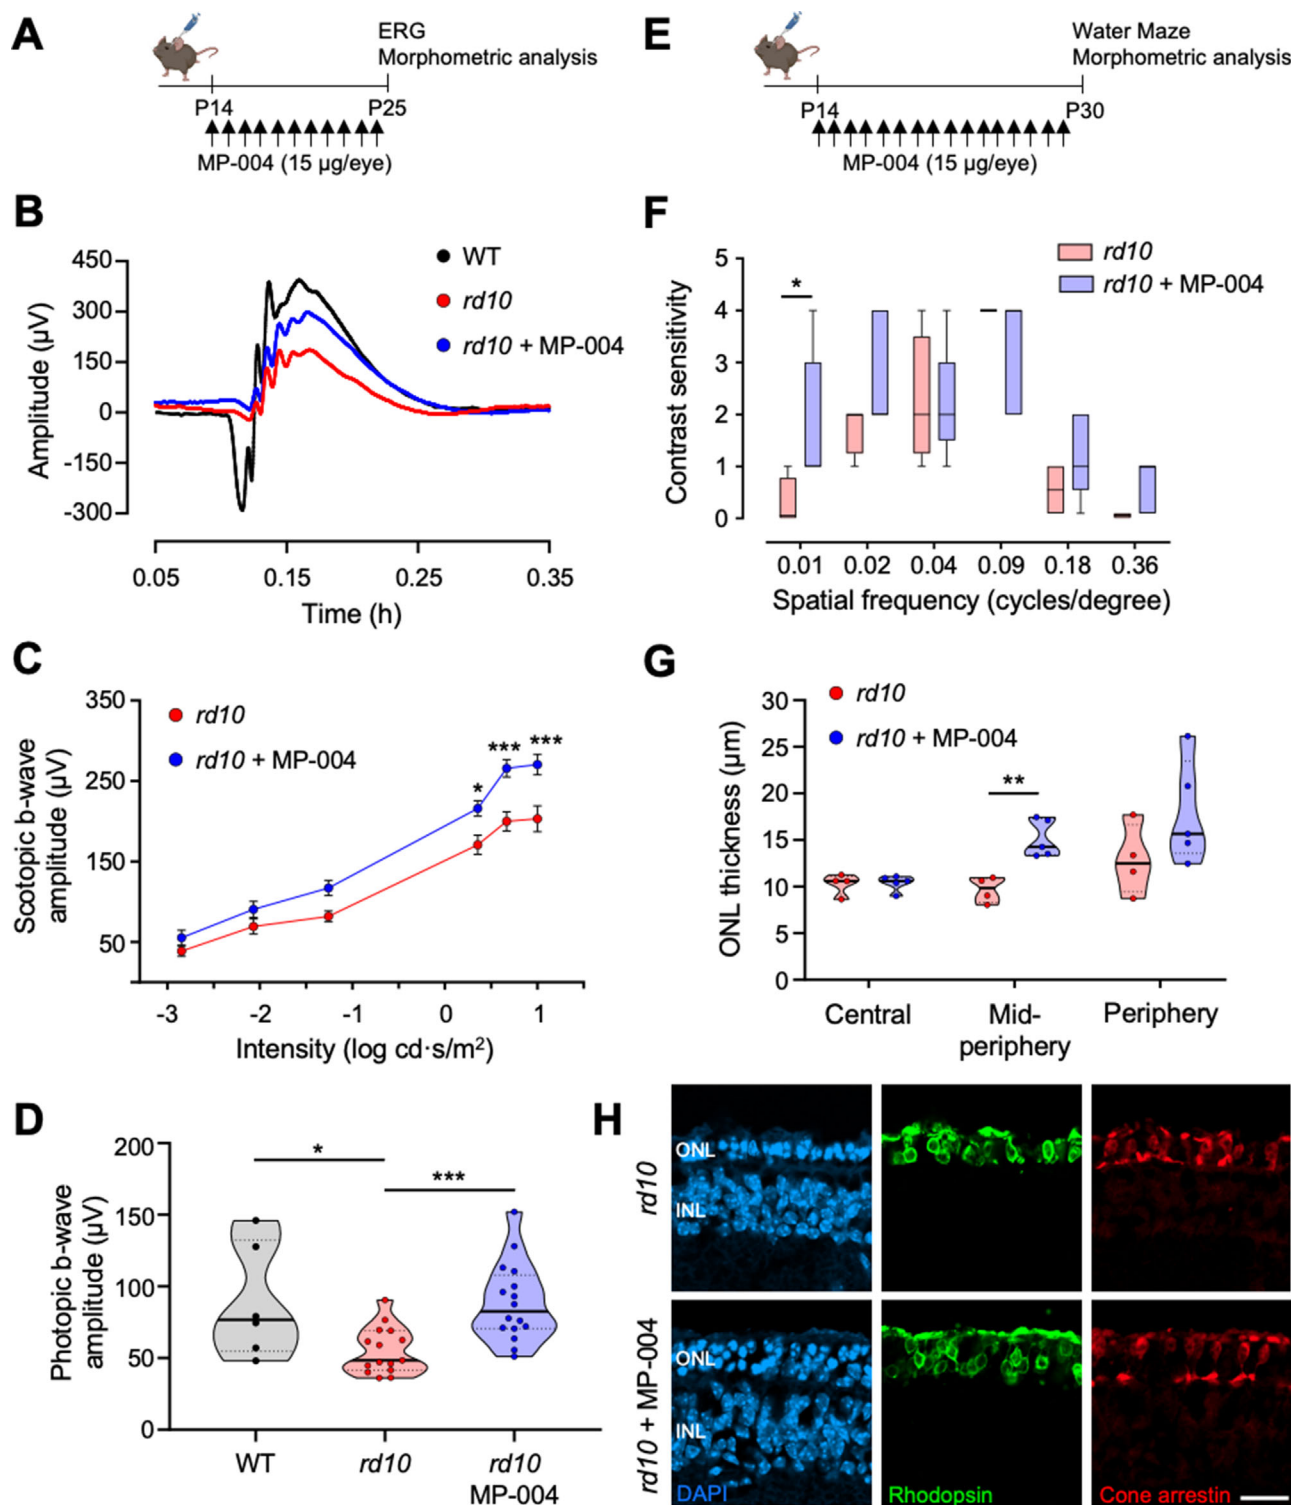 A
ERG
Morphometric analysis
P14
P25
MP-004 (15 µg/eye)
B
WT
rd10
rd10 + MP-004
Amplitude (µV)
450
300
150
0
-150
-300
0.05
0.15
0.25
0.35
Time (h)
C
rd10
rd10 + MP-004
Scotopic b-wave
amplitude (µV)
350
250
150
50
*
***
***
-3
-2
-1
0
1
Intensity (log cd·s/m²)
D
Photopic b-wave
amplitude (µV)
200
150
100
50
0
*
***
WT
rd10
rd10
MP-004
E
Water Maze
Morphometric analysis
P14
P30
MP-004 (15 µg/eye)
F
rd10
rd10 + MP-004
Contrast sensitivity
5
4
3
2
1
0
*
0.01
0.02
0.04
0.09
0.18
0.36
Spatial frequency (cycles/degree)
G
rd10
rd10 + MP-004
ONL thickness (µm)
30
25
20
15
10
5
0
**
Central
Mid-
periphery
Periphery
H
rd10
ONL
INL
rd10 + MP-004
ONL
INL
DAPI
Rhodopsin
Cone arrestin